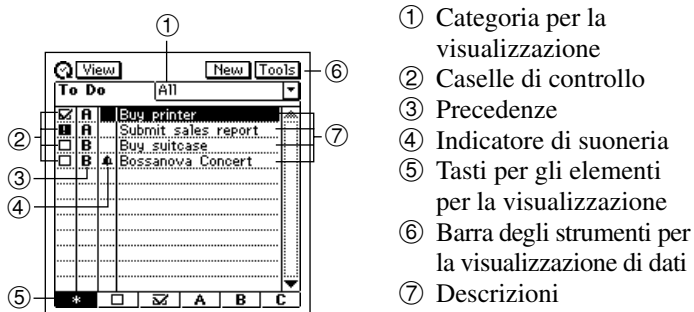 ①
View New Tools ⑥
To Do All
☑ A Buy printer
! A Submit sales report
② ☐ B Buy suitcase ⑦
☐ B Bossanova Concert
③
④
⑤ * ☐ ☑ A B C
① Categoria per la
visualizzazione
② Caselle di controllo
③ Precedenze
④ Indicatore di suoneria
⑤ Tasti per gli elementi
per la visualizzazione
⑥ Barra degli strumenti per
la visualizzazione di dati
⑦ Descrizioni